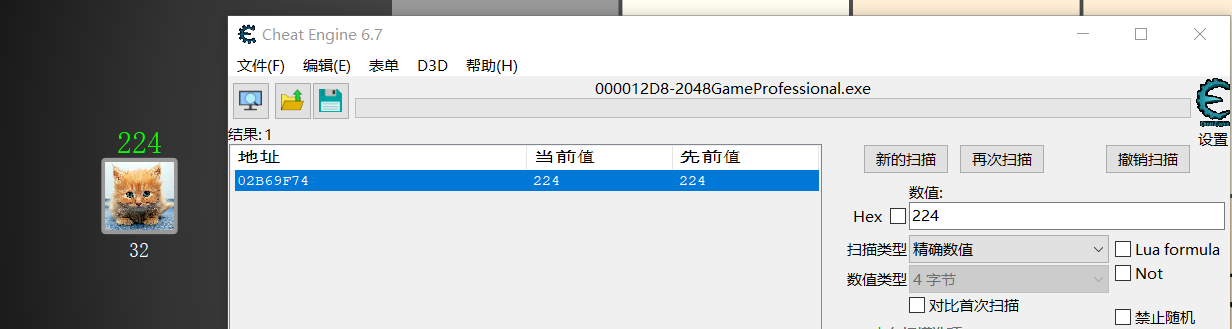 Cheat Engine 6.7
文件(F) 编辑(E) 表单 D3D 帮助(H)
000012D8-2048GameProfessional.exe
结果: 1
设置
地址 当前值 先前值
02B69F74 224 224
新的扫描 再次扫描 撤销扫描
数值:
Hex 224
扫描类型 精确数值 Lua formula
数值类型 4 字节 Not
对比首次扫描
禁止随机
224
32